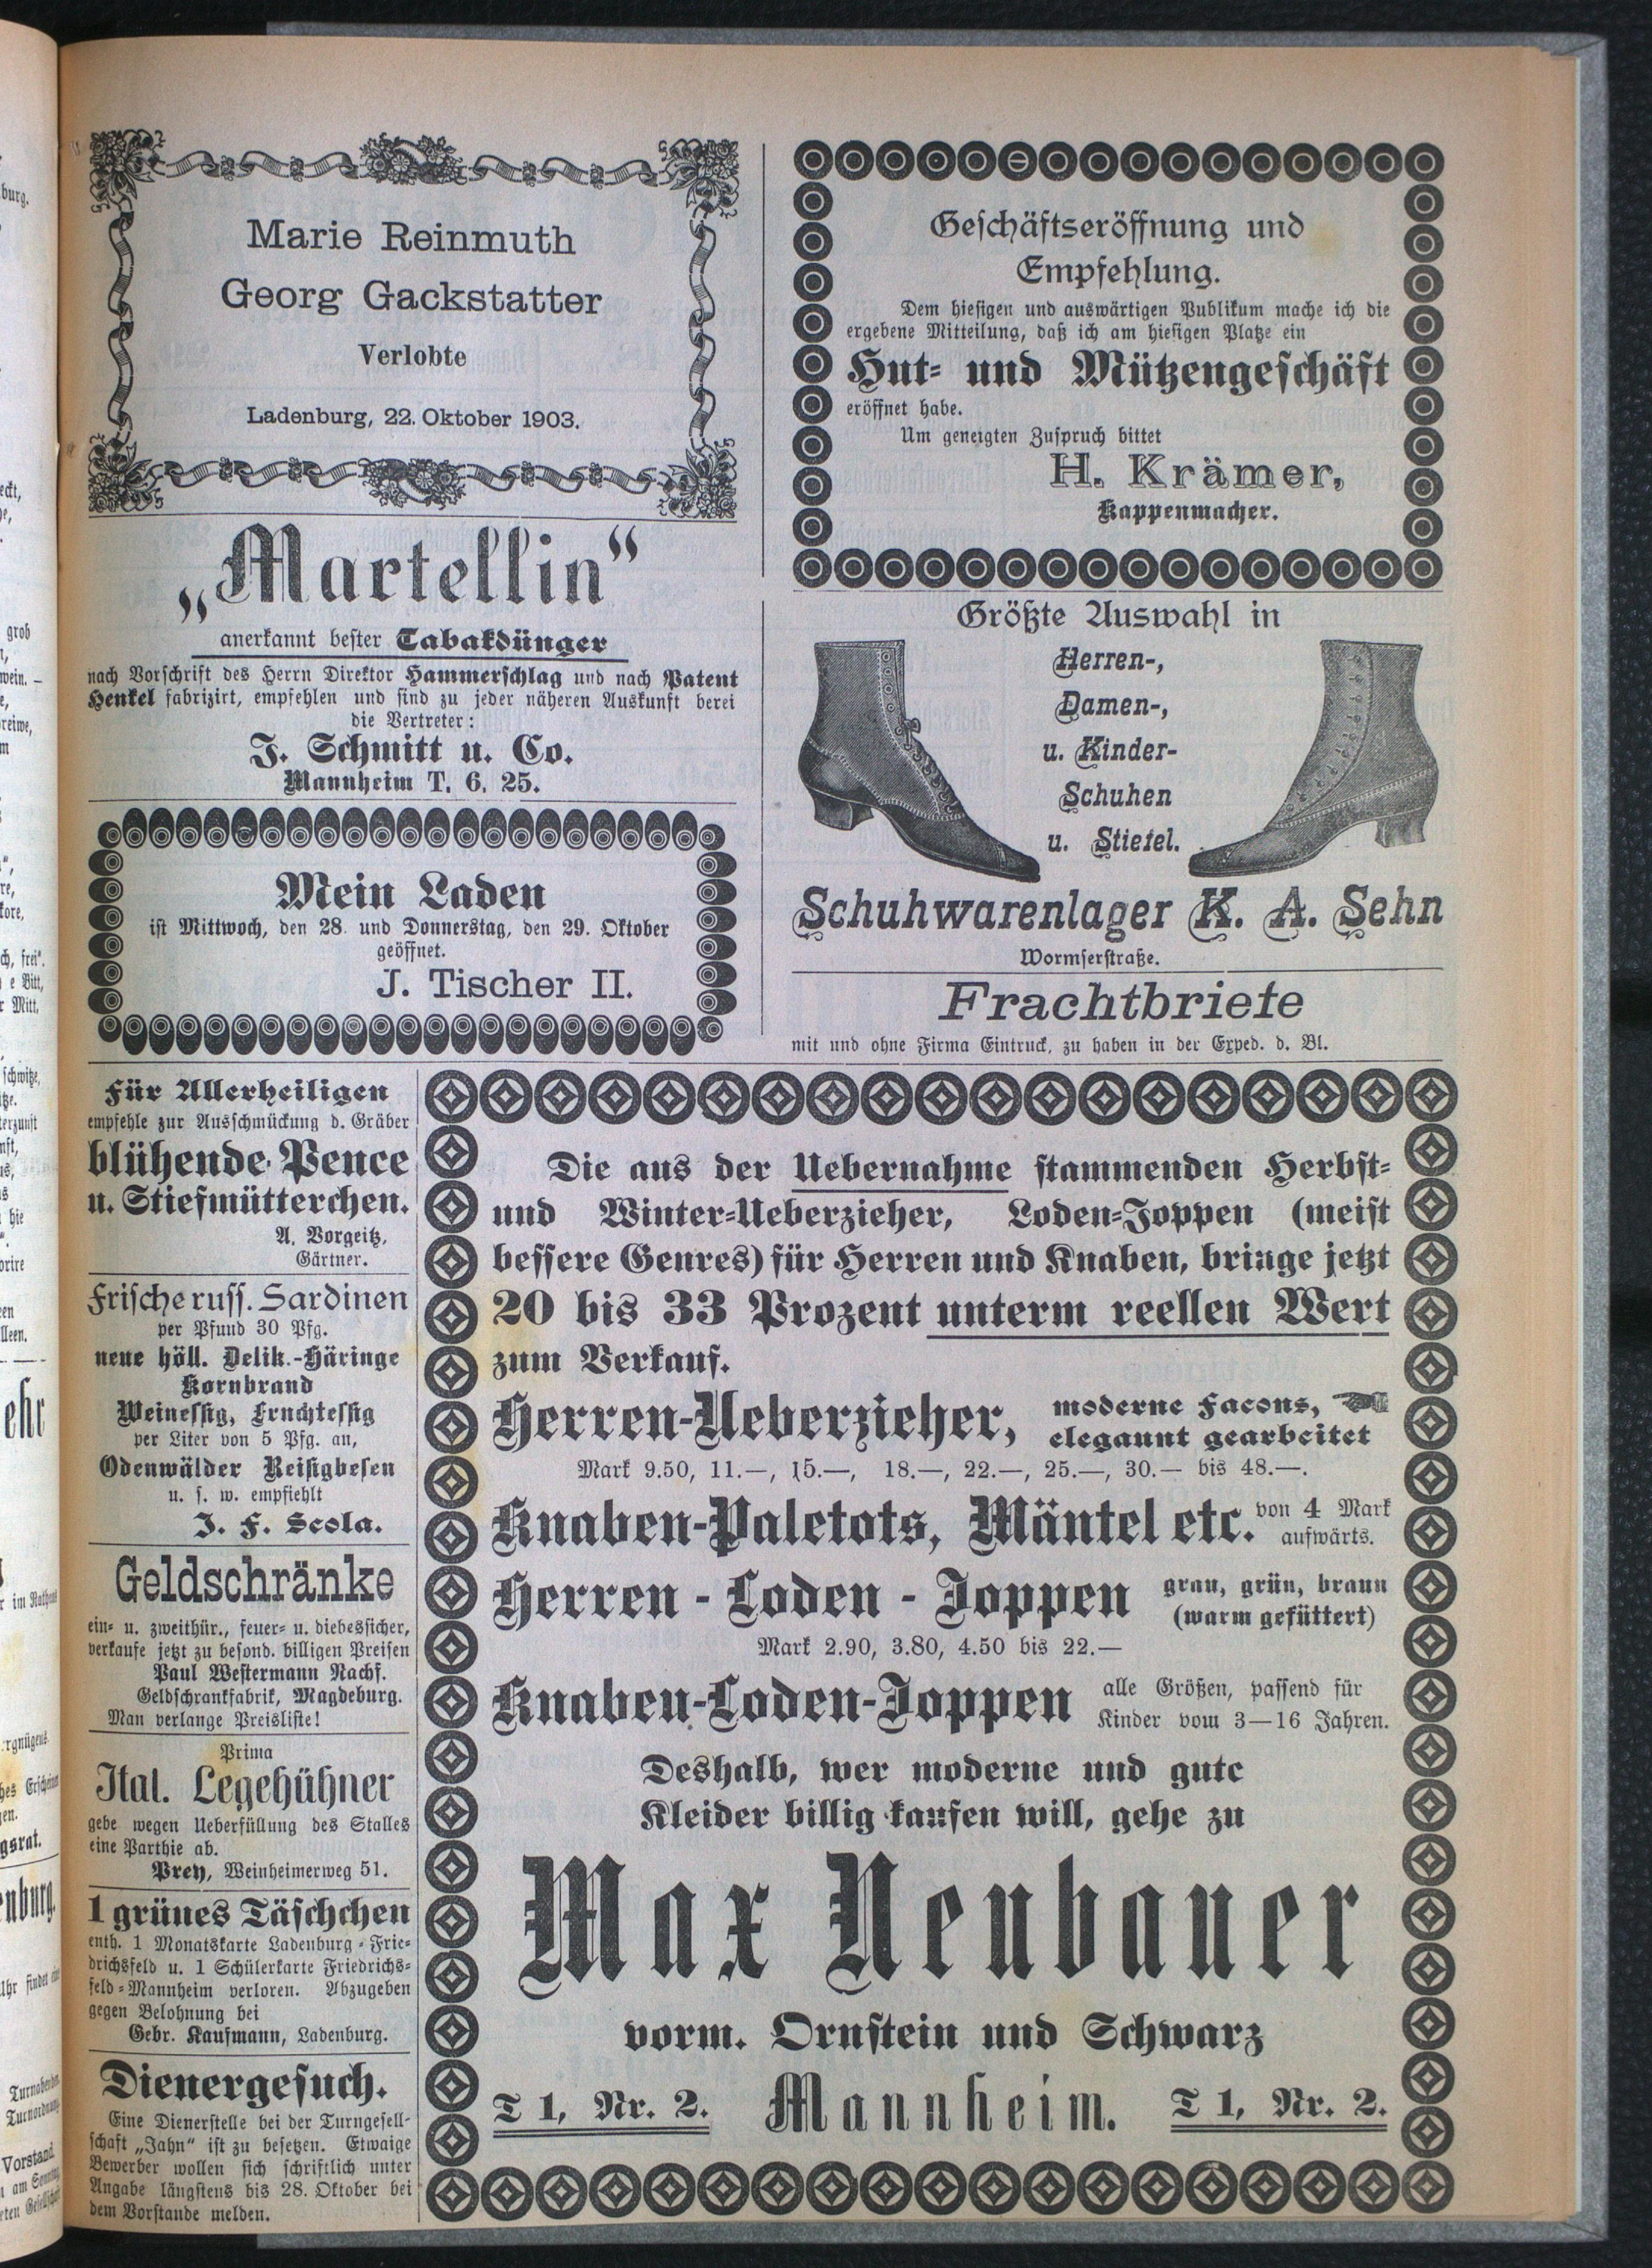 Marie Reinmuth
Georg Gackstatter
Verlobte
Ladenburg, 22. Oktober 1903.
„Martellin“
anerkannt bester Tabakdünger
nach Vorschrift des Herrn Direktor Hammerschlag und nach Patent
Henkel fabrizirt, empfehlen und sind zu jeder näheren Auskunft berei
die Vertreter:
J. Schmitt u. Co.
Mannheim T. 6. 25.
Mein Laden
ist Mittwoch, den 28. und Donnerstag, den 29. Oktober
geöffnet.
J. Tischer II.
Geschäftseröffnung und
Empfehlung.
Dem hiesigen und auswärtigen Publikum mache ich die
ergebene Mitteilung, daß ich am hiesigen Platze ein
Hut- und Mützengeschäft
eröffnet habe.
Um geneigten Zuspruch bittet
H. Krämer,
Kappenmacher.
Größte Auswahl in
Herren-,
Damen-,
u. Kinder-
Schuhen
u. Stiefel.
Schuhwarenlager K. A. Sehn
Wormserstraße.
Frachtbriefe
mit und ohne Firma Eintruck, zu haben in der Exped. d. Bl.
Für Allerheiligen
empfehle zur Ausschmückung d. Gräber
blühende Pence
u. Stiefmütterchen.
A. Vorgeitz,
Gärtner.
Frische russ. Sardinen
per Pfund 30 Pfg.
neue höll. Delik.-Häringe
Kornbrand
Weinessig, Fruchtessig
per Liter von 5 Pfg. an,
Odenwälder Reisigbesen
u. s. w. empfiehlt
J. F. Scola.
Geldschränke
ein- u. zweithür., feuer- u. diebessicher,
verkaufe jetzt zu besond. billigen Preisen
Paul Westermann Nachf.
Geldschrankfabrik, Magdeburg.
Man verlange Preisliste!
Prima
Ital. Legehühner
gebe wegen Ueberfüllung des Stalles
eine Parthie ab.
Prey, Weinheimerweg 51.
1 grünes Täschchen
enth. 1 Monatskarte Ladenburg-Frie-
drichsfeld u. 1 Schülerkarte Friedrichs-
feld-Mannheim verloren. Abzugeben
gegen Belohnung bei
Gebr. Kaufmann, Ladenburg.
Dienergesuch.
Eine Dienerstelle bei der Turngesell-
schaft „Jahn“ ist zu besetzen. Etwaige
Bewerber wollen sich schriftlich unter
Angabe längstens bis 28. Oktober bei
dem Vorstande melden.
Die aus der Uebernahme stammenden Herbst-
und Winter-Ueberzieher, Loden-Joppen (meist
bessere Genres) für Herren und Knaben, bringe jetzt
20 bis 33 Prozent unterm reellen Wert
zum Verkauf.
Herren-Ueberzieher, moderne Facons,
elegannt gearbeitet
Mark 9.50, 11.—, 15.—, 18.—, 22.—, 25.—, 30.— bis 48.—.
Knaben-Paletots, Mäntel etc. von 4 Mark
aufwärts.
Herren-Loden-Joppen grau, grün, braun
(warm gefüttert)
Mark 2.90, 3.80, 4.50 bis 22.—
Knaben-Loden-Joppen alle Größen, passend für
Kinder vom 3—16 Jahren.
Deshalb, wer moderne und gute
Kleider billig kaufen will, gehe zu
Max Neubauer
vorm. Ornstein und Schwarz
T 1, Nr. 2. Mannheim. T 1, Nr. 2.